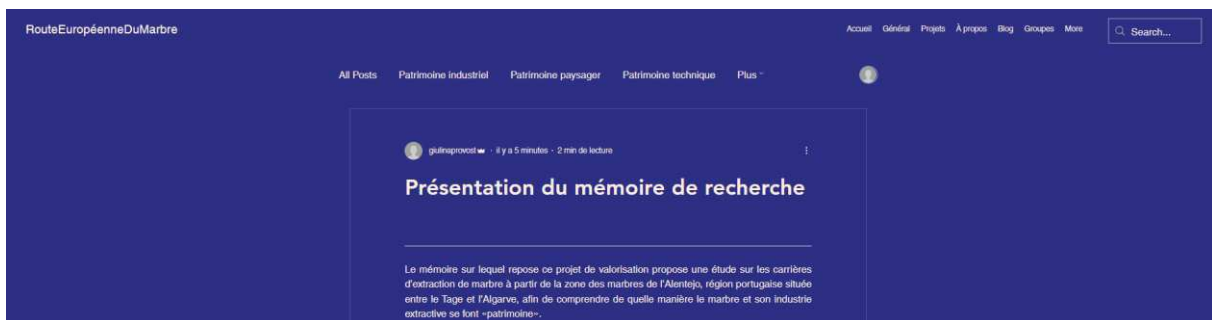 RouteEuropéenneDuMarbre
Accueil Général Projets À propos Blog Groupes More
Search...
All Posts Patrimoine industriel Patrimoine paysager Patrimoine technique Plus
giulinaprovost · il y a 5 minutes · 2 min de lecture
Présentation du mémoire de recherche
Le mémoire sur lequel repose ce projet de valorisation propose une étude sur les carrières
d'extraction de marbre à partir de la zone des marbres de l'Alentejo, région portugaise située
entre le Tage et l'Algarve, afin de comprendre de quelle manière le marbre et son industrie
extractive se font «patrimoine».